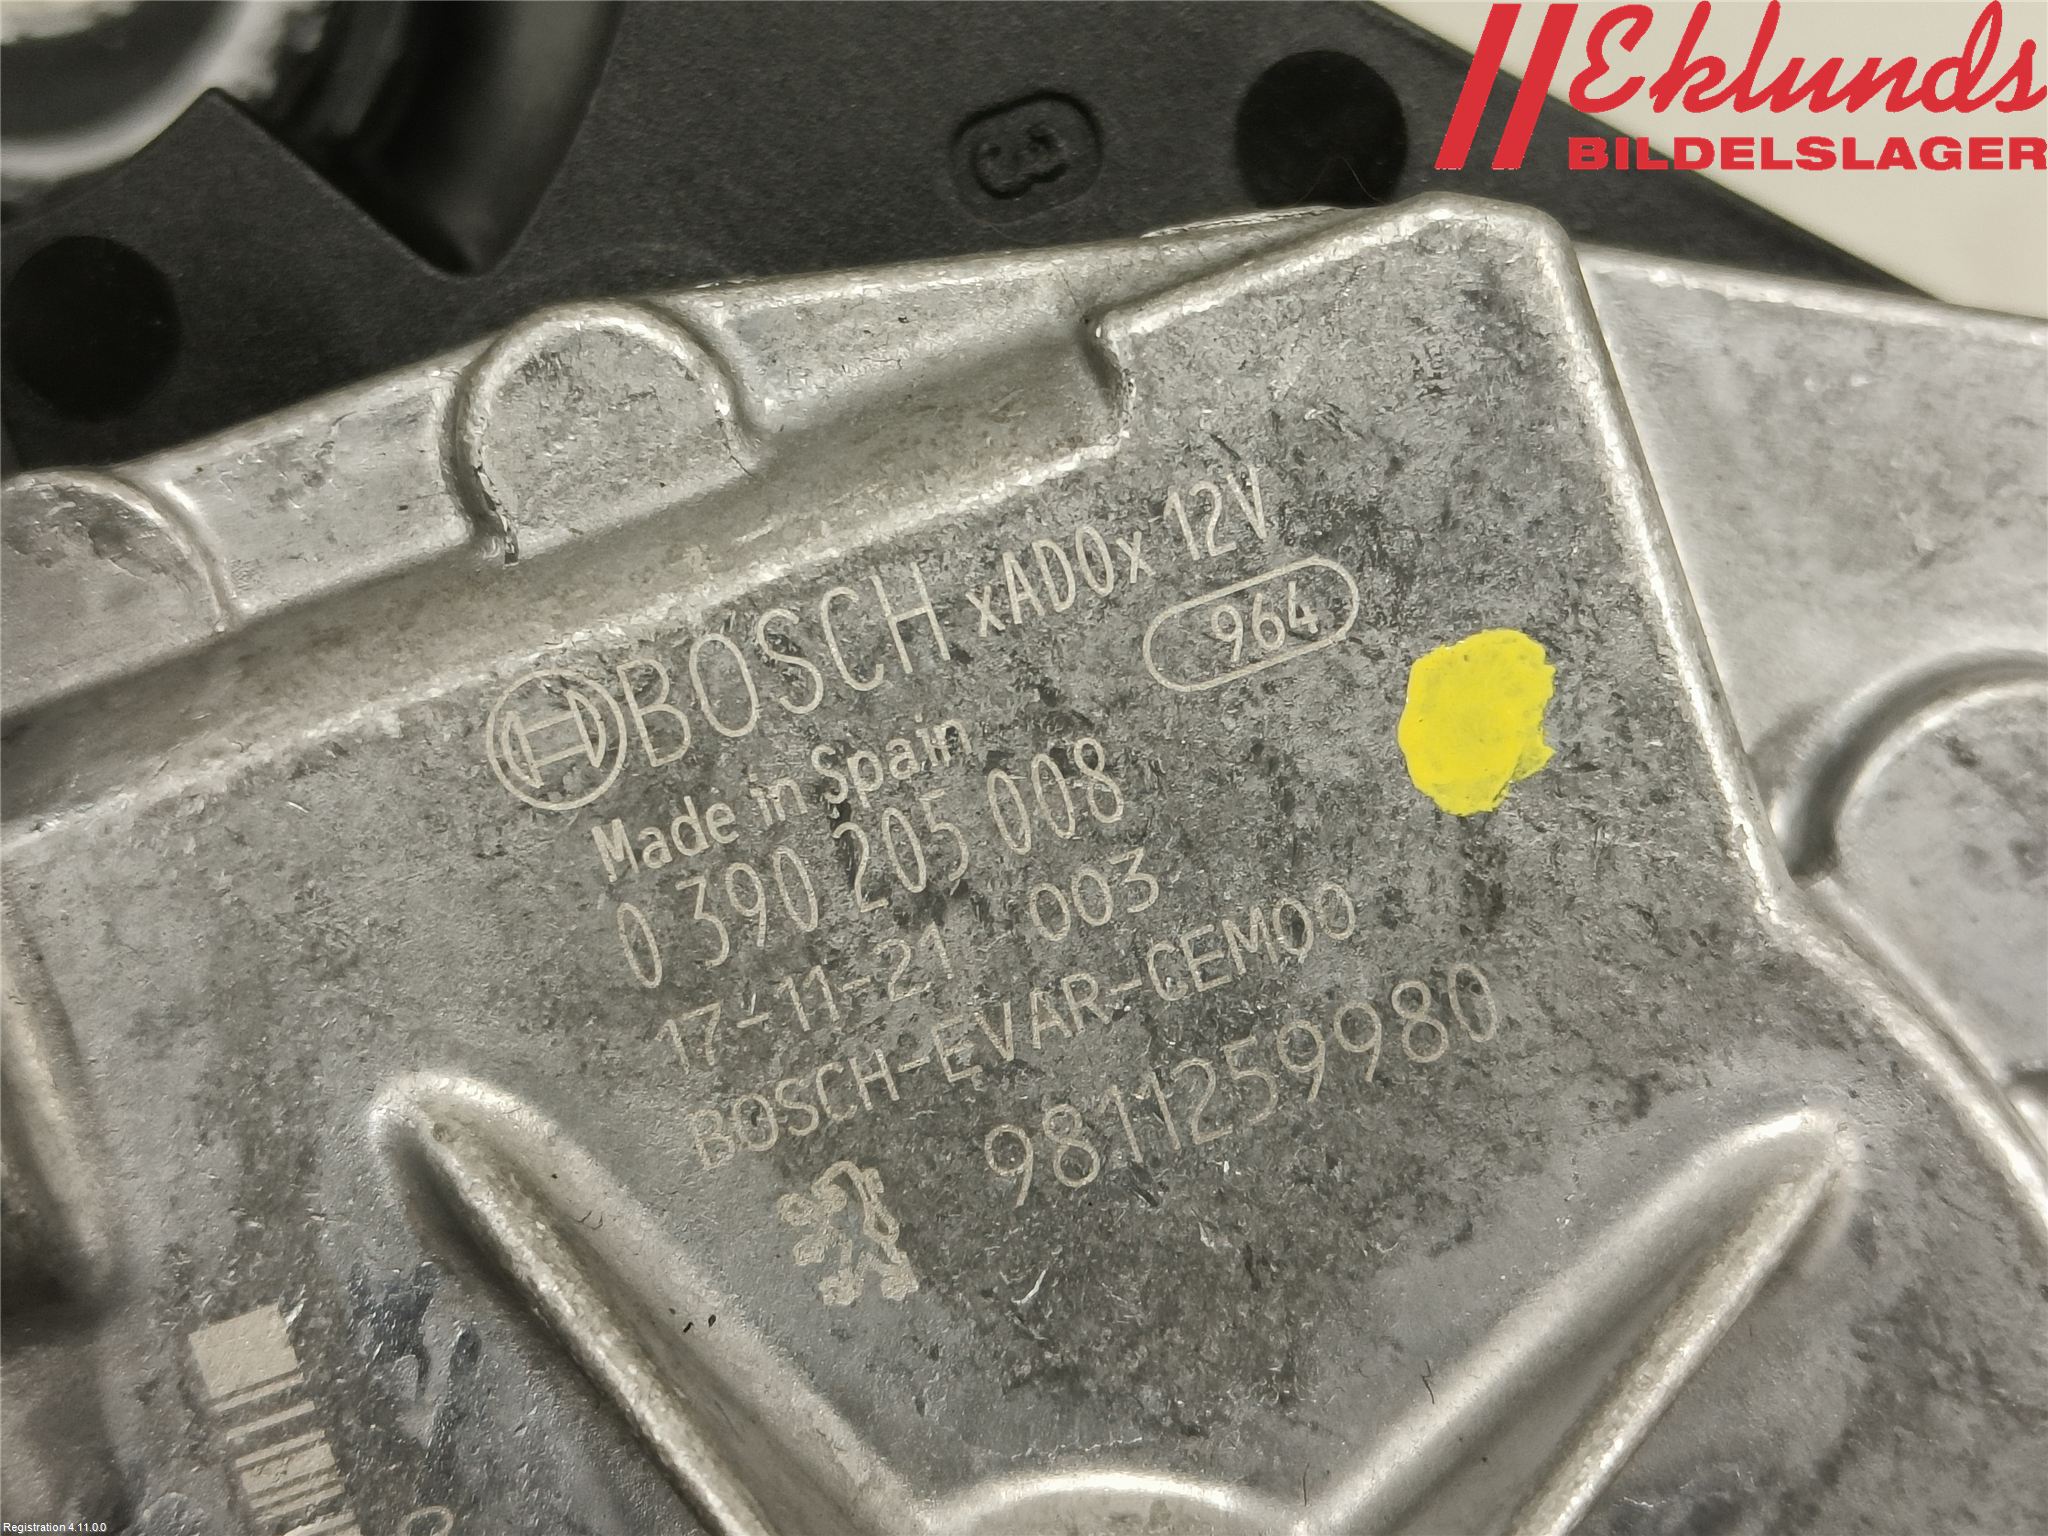 Eklunds
BILDELSLAGER
3
BOSCH xAD0x 12V
964
Made in Spain
0 390 205 008
17-11-21 003
BOSCH-EVAR-CEM00
9811259980
Registration 4.11.0.0